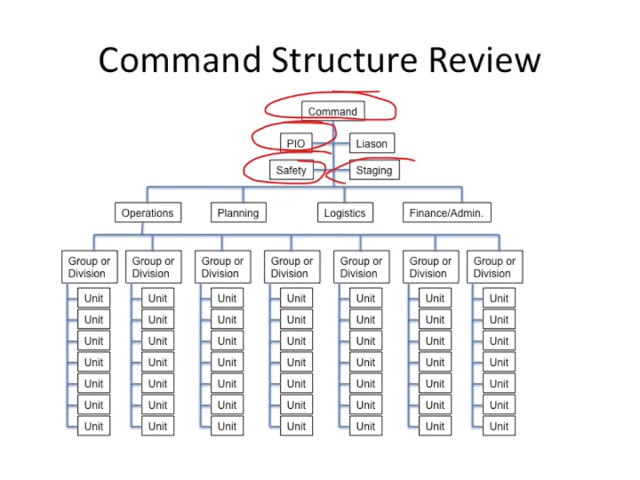 Command Structure Review
Command
PIO Liason
Safety Staging
Operations Planning Logistics Finance/Admin.
Group or Group or Group or Group or Group or Group or Group or
Division Division Division Division Division Division Division
Unit Unit Unit Unit Unit Unit Unit
Unit Unit Unit Unit Unit Unit Unit
Unit Unit Unit Unit Unit Unit Unit
Unit Unit Unit Unit Unit Unit Unit
Unit Unit Unit Unit Unit Unit Unit
Unit Unit Unit Unit Unit Unit Unit
Unit Unit Unit Unit Unit Unit Unit